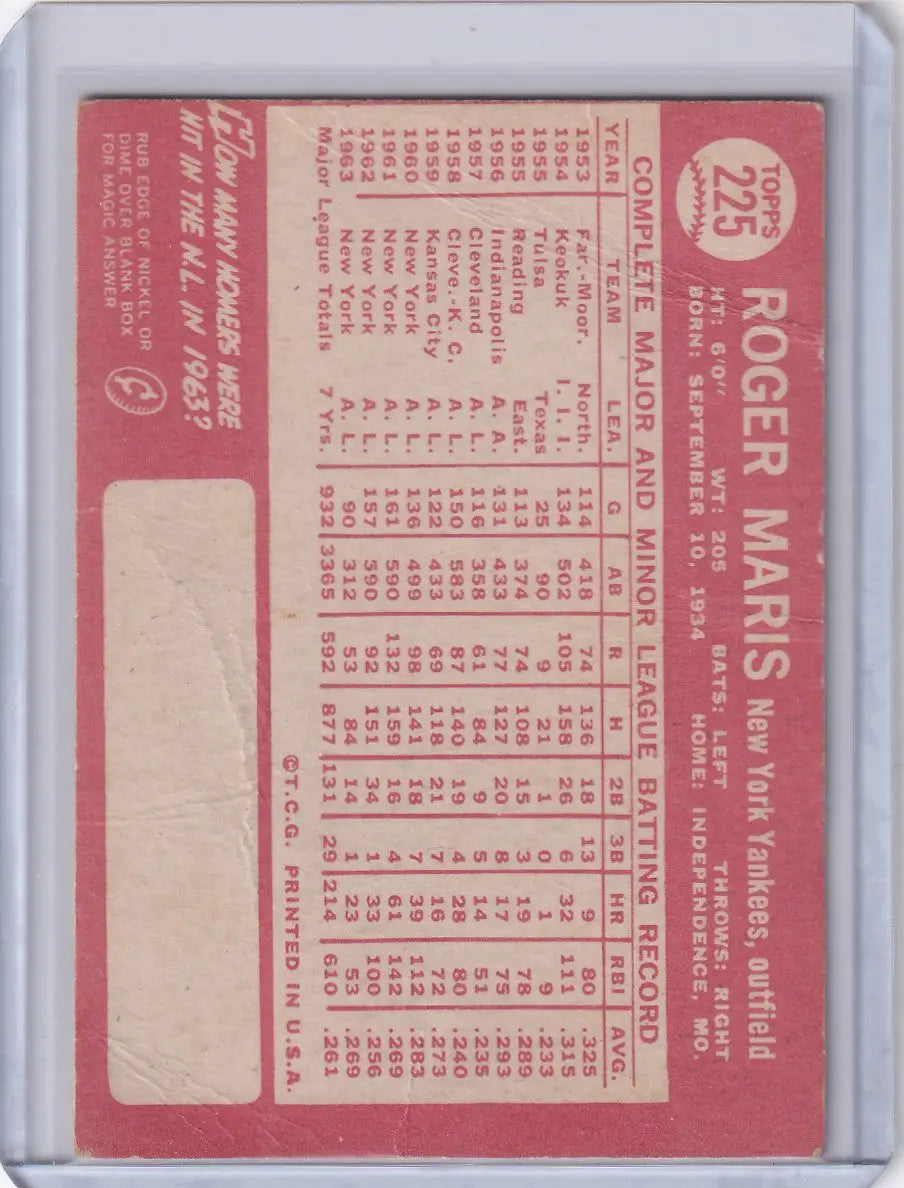 TOPPS
225
ROGER MARIS New York Yankees, outfield
HT: 6'0" WT: 205 BATS: LEFT THROWS: RIGHT
BORN: SEPTEMBER 10, 1934 HOME: INDEPENDENCE, MO.
COMPLETE MAJOR AND MINOR LEAGUE BATTING RECORD
YEAR TEAM LEA. G AB R H 2B 3B HR RBI AVG.
1953 Far.-Moor. North. 114 418 74 136 18 13 9 80 .325
1954 Keokuk I. I. I. 134 502 105 158 26 6 32 111 .315
1955 Tulsa Texas 25 90 9 21 1 0 1 9 .233
1955 Reading East. 113 374 74 108 15 3 19 78 .289
1956 Indianapolis A. A. 131 433 77 127 20 8 17 75 .293
1957 Cleveland A. L. 116 358 61 84 9 5 14 51 .235
1958 Cleve.-K. C. A. L. 150 583 87 140 19 4 28 80 .240
1959 Kansas City A. L. 122 433 69 118 21 7 16 72 .273
1960 New York A. L. 136 499 98 141 18 7 39 112 .283
1961 New York A. L. 161 590 132 159 16 4 61 142 .269
1962 New York A. L. 157 590 92 151 34 1 33 100 .256
1963 New York A. L. 90 312 53 84 14 1 23 53 .269
Major League Totals 7 Yrs. 932 3365 592 877 131 29 214 610 .261
©T.C.G. PRINTED IN U.S.A.
HOW MANY HOMERS WERE
HIT IN THE N.L. IN 1963?
RUB EDGE OF NICKEL OR
DIME OVER BLANK BOX
FOR MAGIC ANSWER